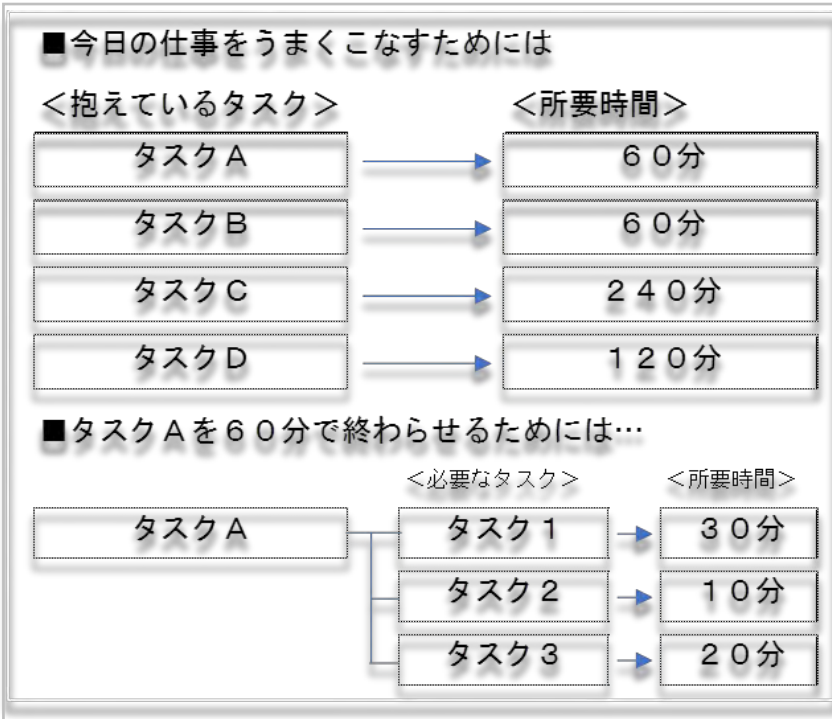 ■今日の仕事をうまくこなすためには
＜抱えているタスク＞ ＜所要時間＞
タスクＡ ６０分
タスクＢ ６０分
タスクＣ ２４０分
タスクＤ １２０分
■タスクＡを６０分で終わらせるためには…
＜必要なタスク＞ ＜所要時間＞
タスクＡ タスク１ ３０分
タスク２ １０分
タスク３ ２０分